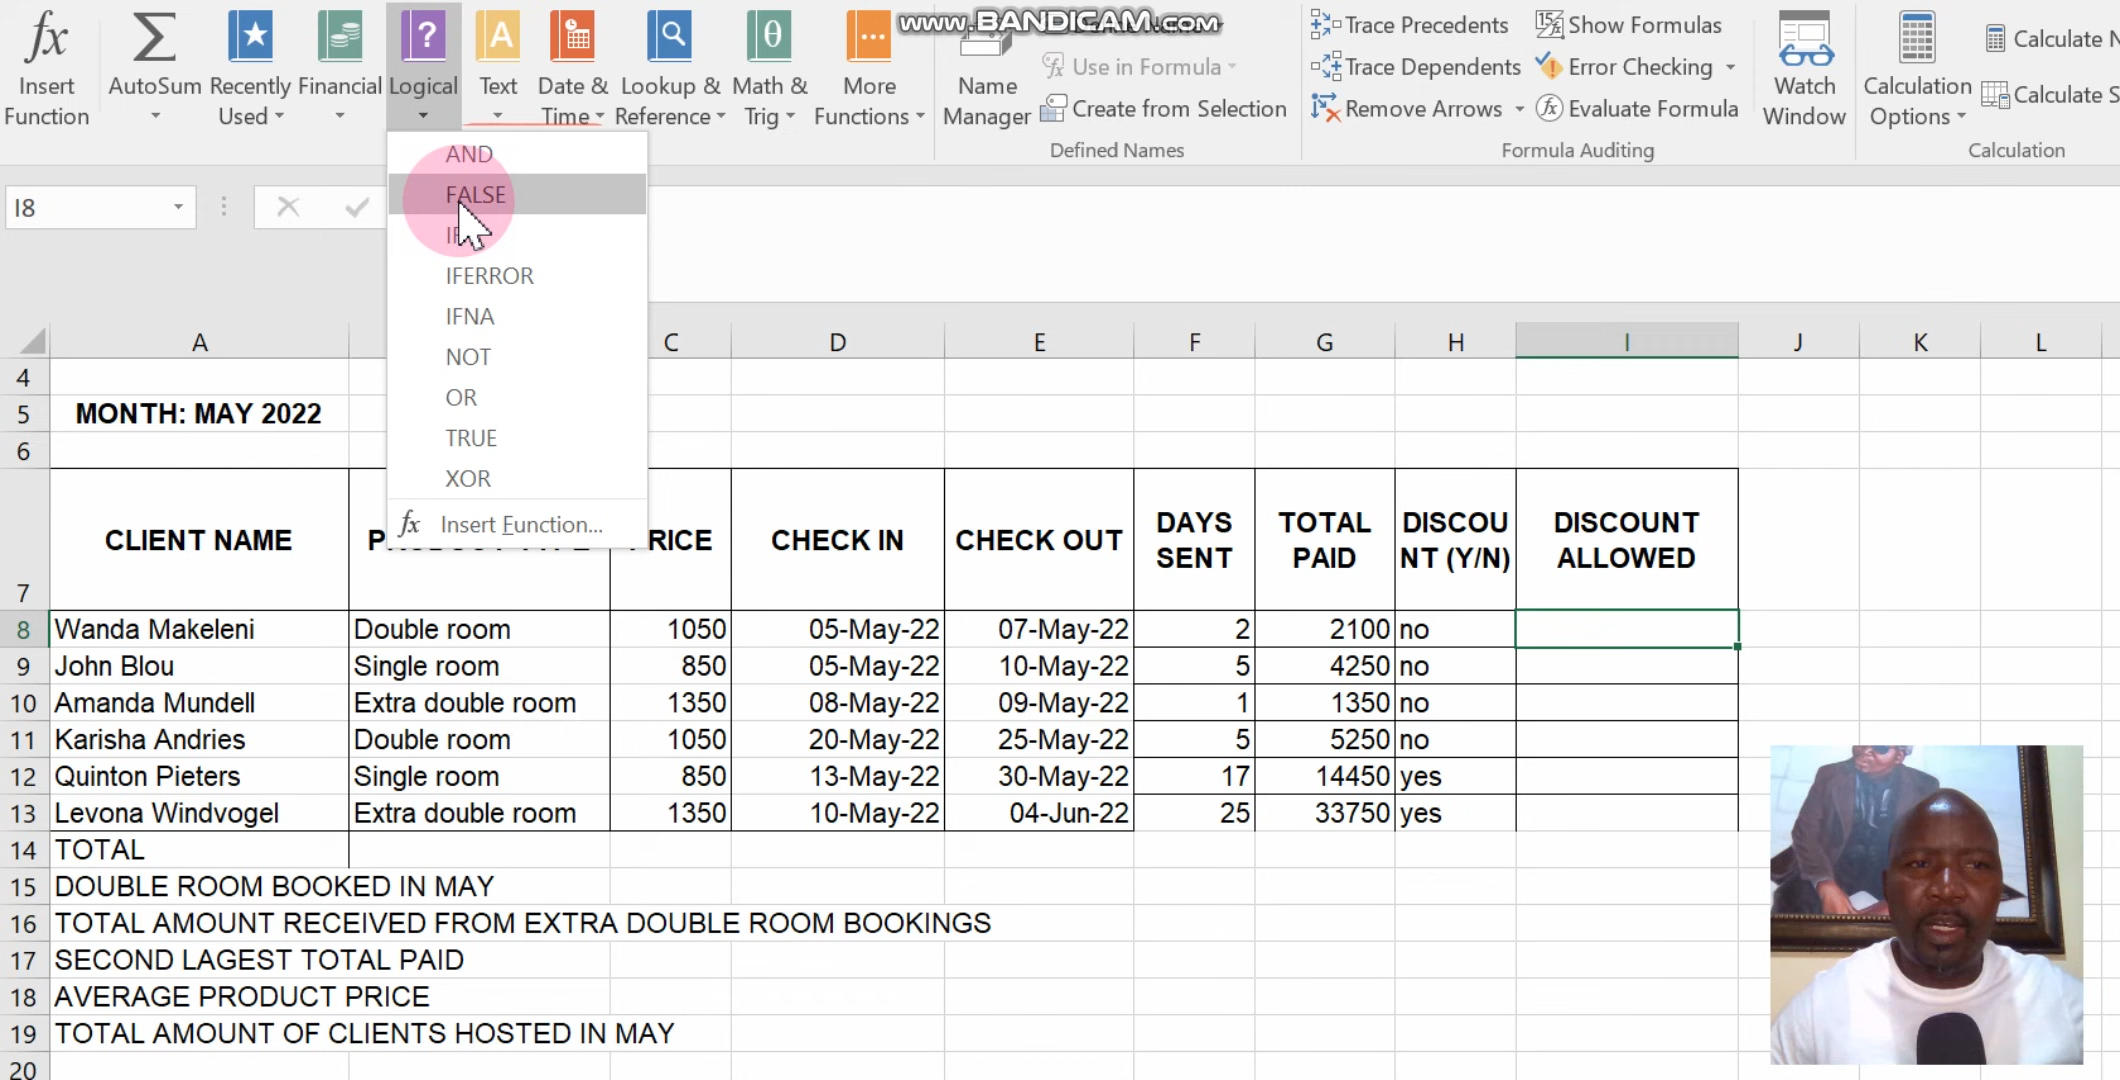 www.BANDICAM.com
Insert Function
AutoSum
Recently Used
Financial
Logical
Text
Date & Time
Lookup & Reference
Math & Trig
More Functions
Name Manager
Use in Formula
Create from Selection
Defined Names
Trace Precedents
Trace Dependents
Remove Arrows
Show Formulas
Error Checking
Evaluate Formula
Formula Auditing
Watch Window
Calculation Options
Calculate
Calculate
Calculation
AND
FALSE
IFERROR
IFNA
NOT
OR
TRUE
XOR
fx Insert Function...
I8
A C D E F G H I J K L
4
5 MONTH: MAY 2022
6
7 CLIENT NAME CHECK IN CHECK OUT DAYS SENT TOTAL PAID DISCOUNT (Y/N) DISCOUNT ALLOWED
8 Wanda Makeleni Double room 1050 05-May-22 07-May-22 2 2100 no
9 John Blou Single room 850 05-May-22 10-May-22 5 4250 no
10 Amanda Mundell Extra double room 1350 08-May-22 09-May-22 1 1350 no
11 Karisha Andries Double room 1050 20-May-22 25-May-22 5 5250 no
12 Quinton Pieters Single room 850 13-May-22 30-May-22 17 14450 yes
13 Levona Windvogel Extra double room 1350 10-May-22 04-Jun-22 25 33750 yes
14 TOTAL
15 DOUBLE ROOM BOOKED IN MAY
16 TOTAL AMOUNT RECEIVED FROM EXTRA DOUBLE ROOM BOOKINGS
17 SECOND LAGEST TOTAL PAID
18 AVERAGE PRODUCT PRICE
19 TOTAL AMOUNT OF CLIENTS HOSTED IN MAY
20